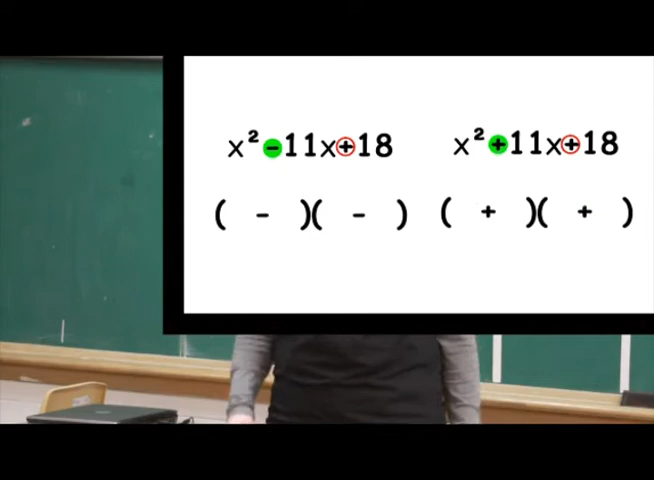 x² - 11x + 18 x² + 11x + 18
( - )( - ) ( + )( + )